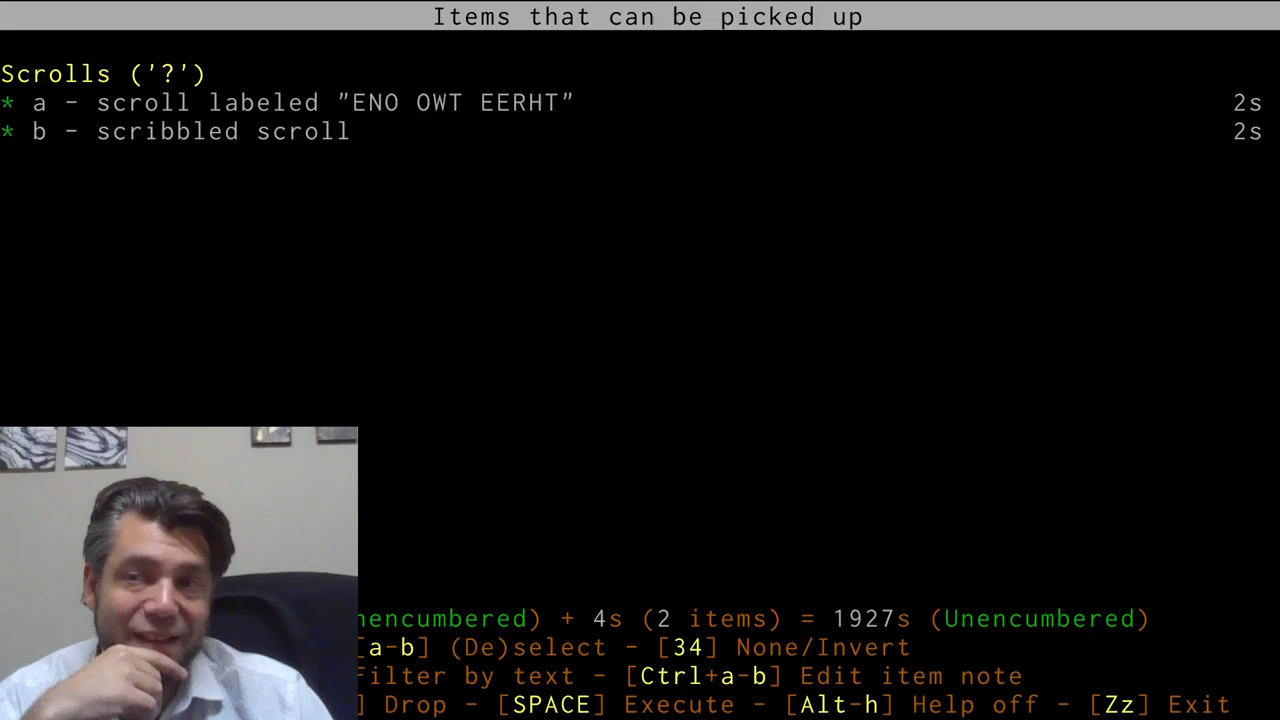 Items that can be picked up
Scrolls ('?')
* a - scroll labeled "ENO OWT EERHT" 2s
* b - scribbled scroll 2s
nencumbered) + 4s (2 items) = 1927s (Unencumbered)
[a-b] (De)select - [34] None/Invert
Filter by text - [Ctrl+a-b] Edit item note
] Drop - [SPACE] Execute - [Alt-h] Help off - [Zz] Exit